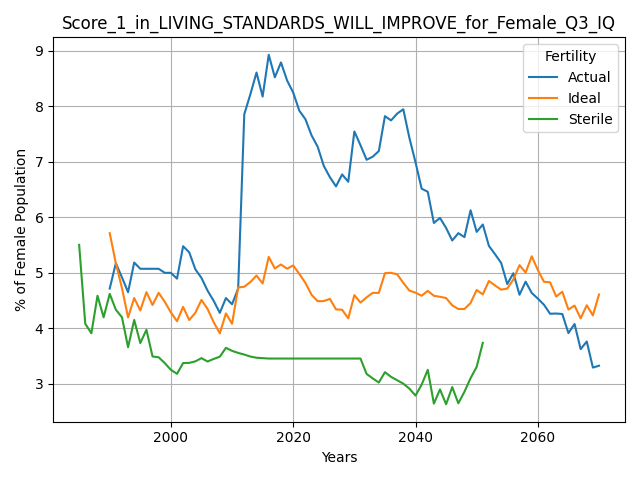 Score_1_in_LIVING_STANDARDS_WILL_IMPROVE_for_Female_Q3_IQ
Fertility
Actual
Ideal
Sterile
% of Female Population
9
8
7
6
5
4
3
2000 2020 2040 2060
Years